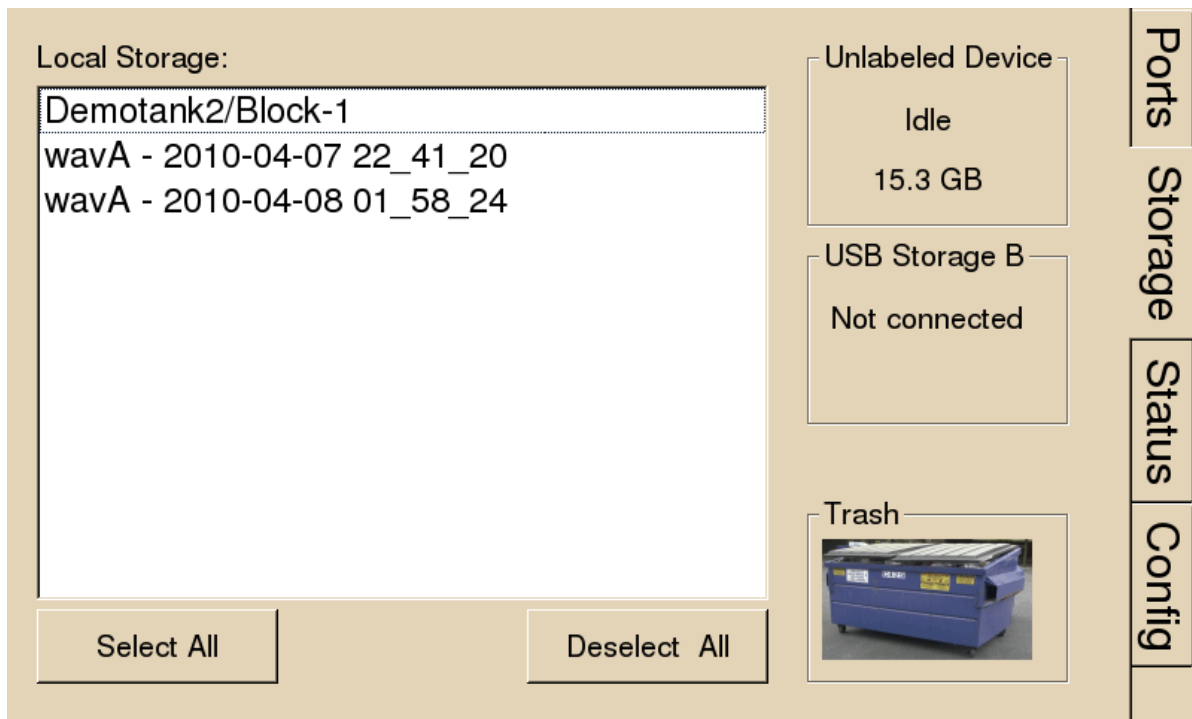 Local Storage:
Demotank2/Block-1
wavA - 2010-04-07 22_41_20
wavA - 2010-04-08 01_58_24
Select All
Deselect  All
Unlabeled Device
Idle
15.3 GB
USB Storage B
Not connected
Trash
Ports
Storage
Status
Config